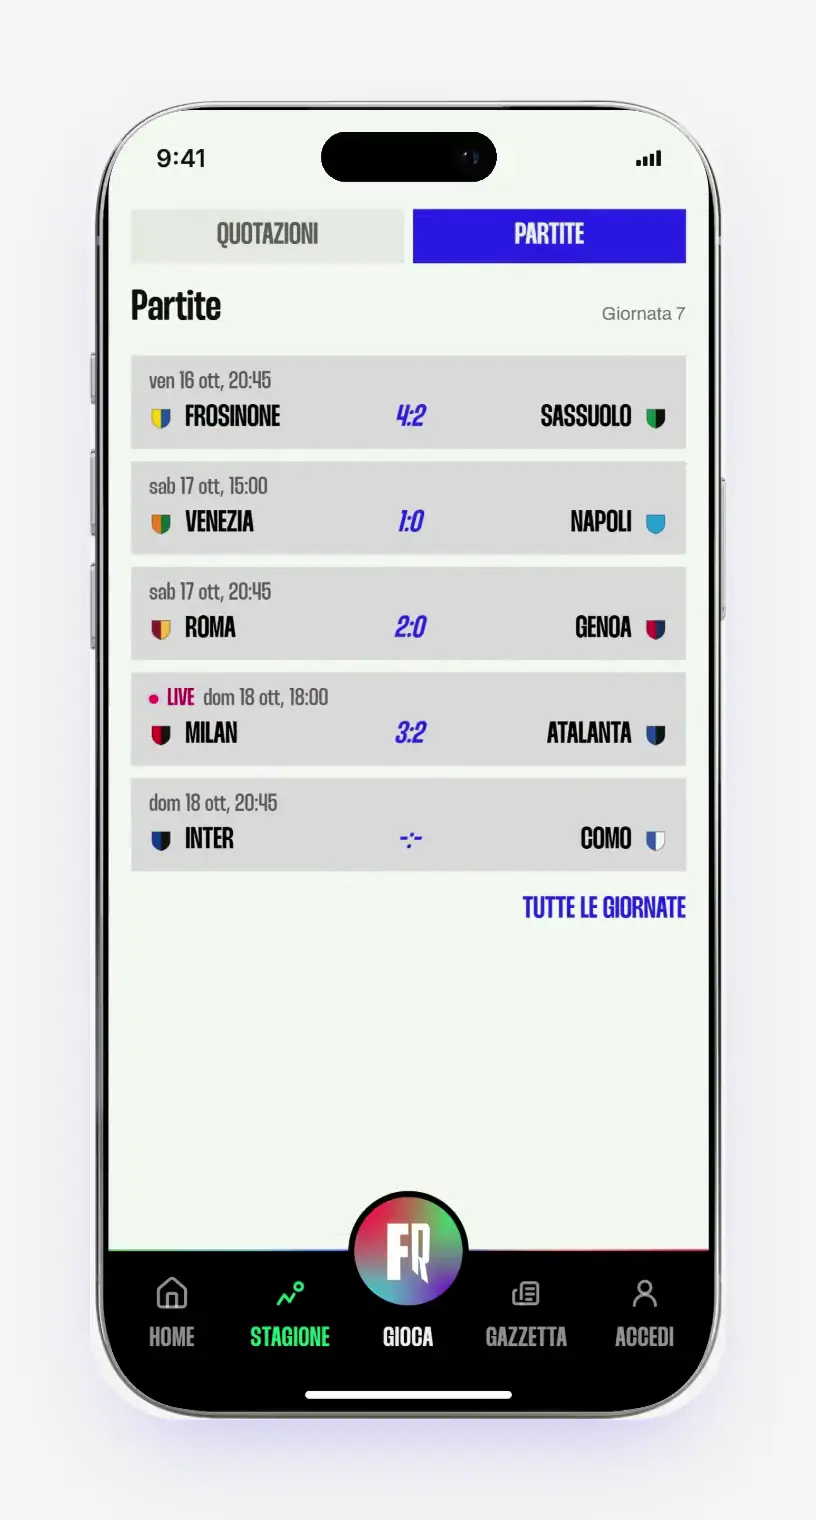 9:41
QUOTAZIONI PARTITE
Partite Giornata 7
ven 16 ott, 20:45
FROSINONE 4:2 SASSUOLO
sab 17 ott, 15:00
VENEZIA 1:0 NAPOLI
sab 17 ott, 20:45
ROMA 2:0 GENOA
LIVE dom 18 ott, 18:00
MILAN 3:2 ATALANTA
dom 18 ott, 20:45
INTER -:- COMO
TUTTE LE GIORNATE
FR
HOME STAGIONE GIOCA GAZZETTA ACCEDI